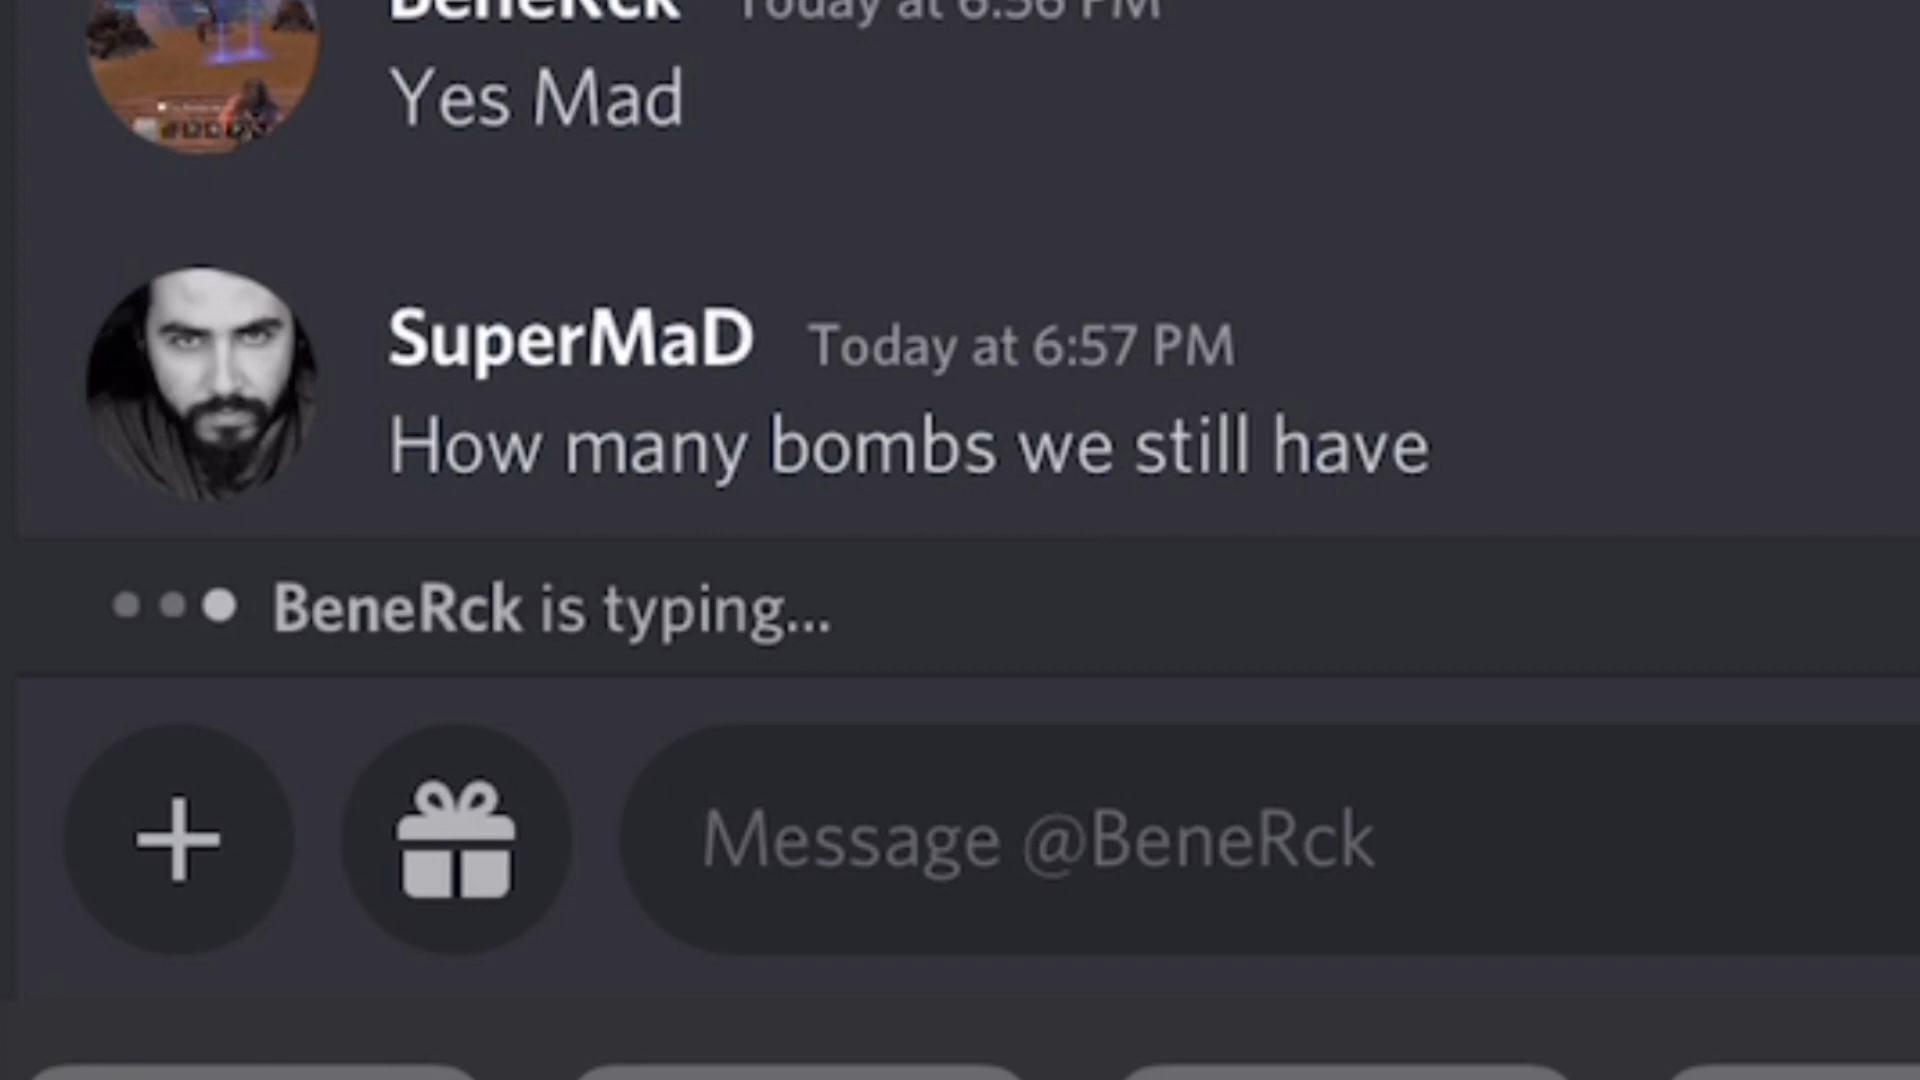 BeneRck Today at 6:56 PM
Yes Mad
SuperMaD Today at 6:57 PM
How many bombs we still have
BeneRck is typing...
Message @BeneRck